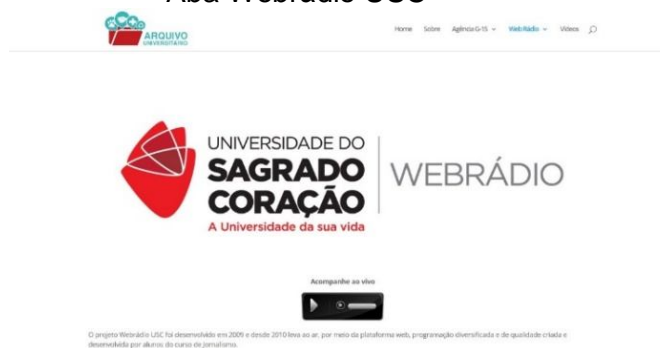 Aba Webrádio USC
ARQUIVO
UNIVERSITÁRIO
Home Sobre Agência G-15 Web Rádio Vídeos
UNIVERSIDADE DO
SAGRADO
CORAÇÃO
A Universidade da sua vida
WEBRÁDIO
Acompanhe ao vivo
O projeto Webrádio USC foi desenvolvido em 2009 e desde 2010 leva ao ar, por meio da plataforma web, programação diversificada e de qualidade criada e
desenvolvida por alunos do curso de Jornalismo.